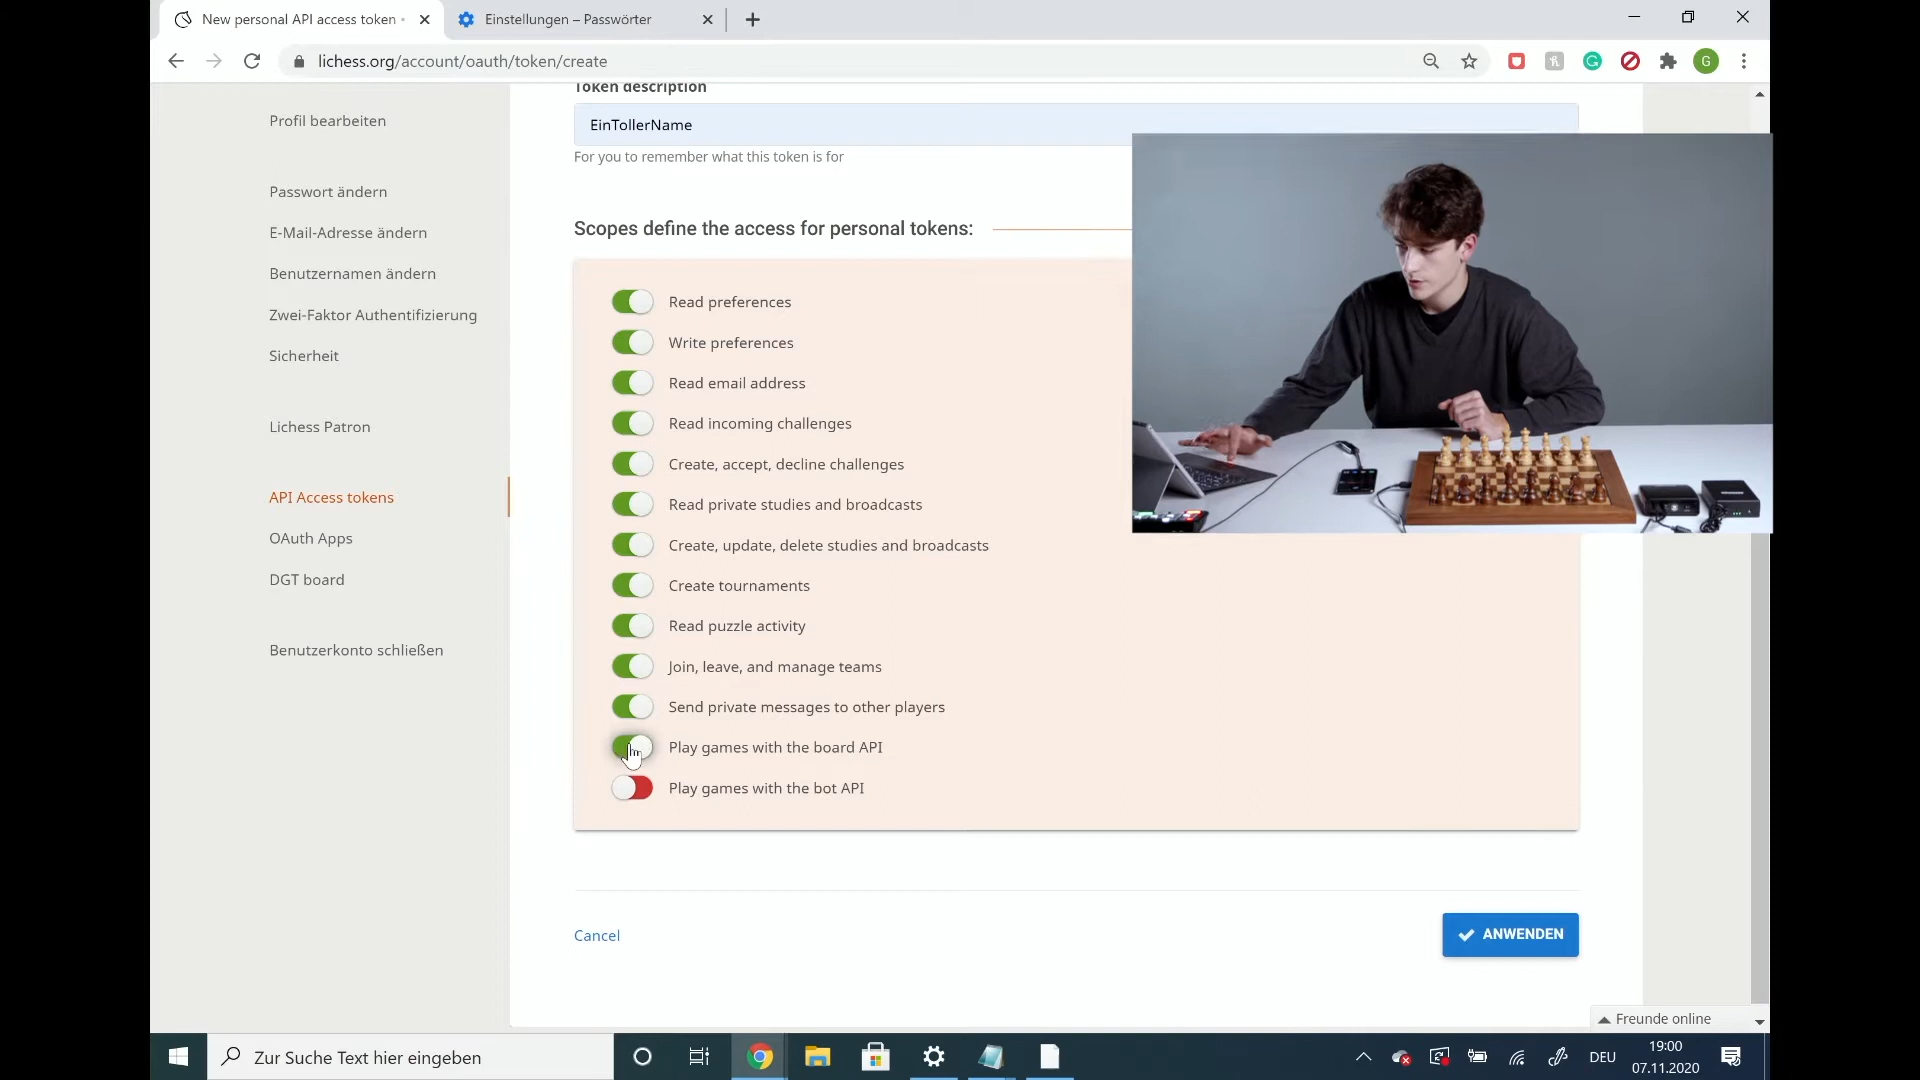 New personal API access token
Einstellungen – Passwörter
lichess.org/account/oauth/token/create
G
Profil bearbeiten
Passwort ändern
E-Mail-Adresse ändern
Benutzernamen ändern
Zwei-Faktor Authentifizierung
Sicherheit
Lichess Patron
API Access tokens
OAuth Apps
DGT board
Benutzerkonto schließen
Token description
EinTollerName
For you to remember what this token is for
Scopes define the access for personal tokens:
Read preferences
Write preferences
Read email address
Read incoming challenges
Create, accept, decline challenges
Read private studies and broadcasts
Create, update, delete studies and broadcasts
Create tournaments
Read puzzle activity
Join, leave, and manage teams
Send private messages to other players
Play games with the board API
Play games with the bot API
Cancel
ANWENDEN
Freunde online
Zur Suche Text hier eingeben
DEU
19:00
07.11.2020